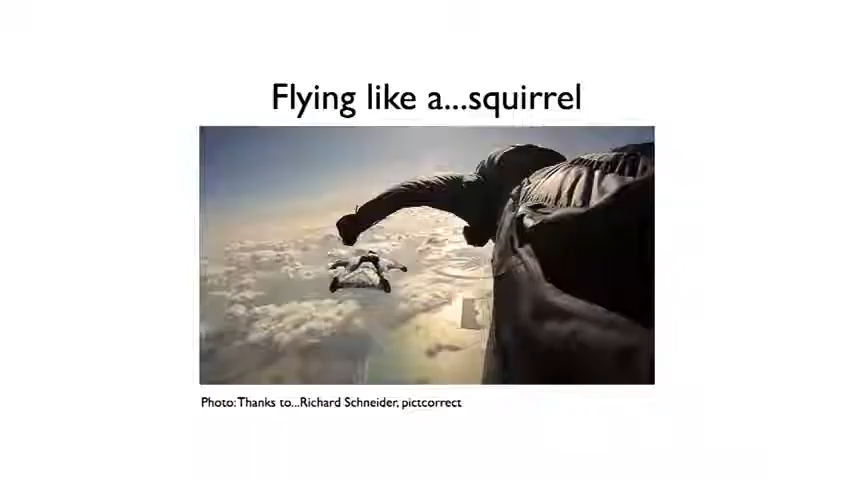 Flying like a...squirrel
Photo: Thanks to...Richard Schneider, pictcorrect